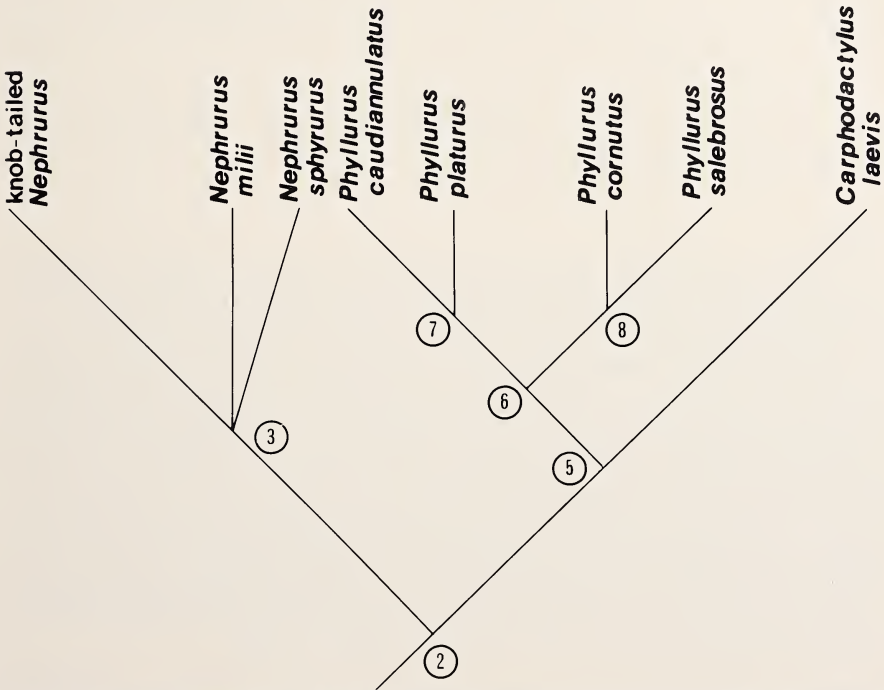 knob-tailed
Nephrurus
Nephrurus
milii
Nephrurus
sphyrurus
Phyllurus
caudiannulatus
Phyllurus
platurus
Phyllurus
cornutus
Phyllurus
salebrosus
Carphodactylus
laevis
7
8
6
3
5
2